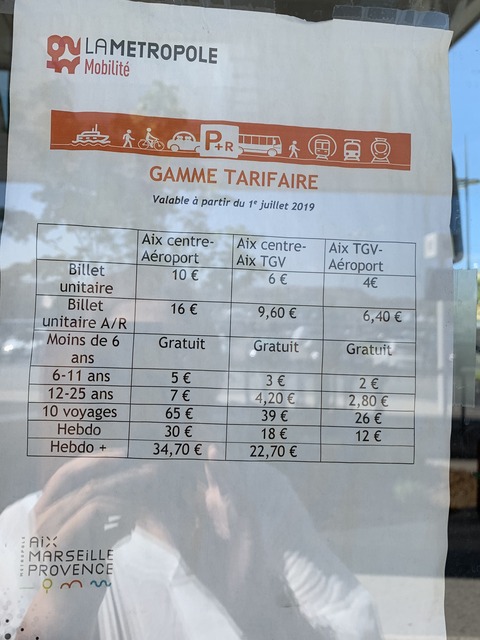 LAMETROPOLE
Mobilité
P+R
GAMME TARIFAIRE
Valable à partir du 1e juillet 2019
Aix centre-Aéroport Aix centre-Aix TGV Aix TGV-Aéroport
Billet unitaire 10 € 6 € 4€
Billet unitaire A/R 16 € 9,60 € 6,40 €
Moins de 6 ans Gratuit Gratuit Gratuit
6-11 ans 5 € 3 € 2 €
12-25 ans 7 € 4,20 € 2,80 €
10 voyages 65 € 39 € 26 €
Hebdo 30 € 18 € 12 €
Hebdo + 34,70 € 22,70 €
MÉTROPOLE
AIX
MARSEILLE
PROVENCE